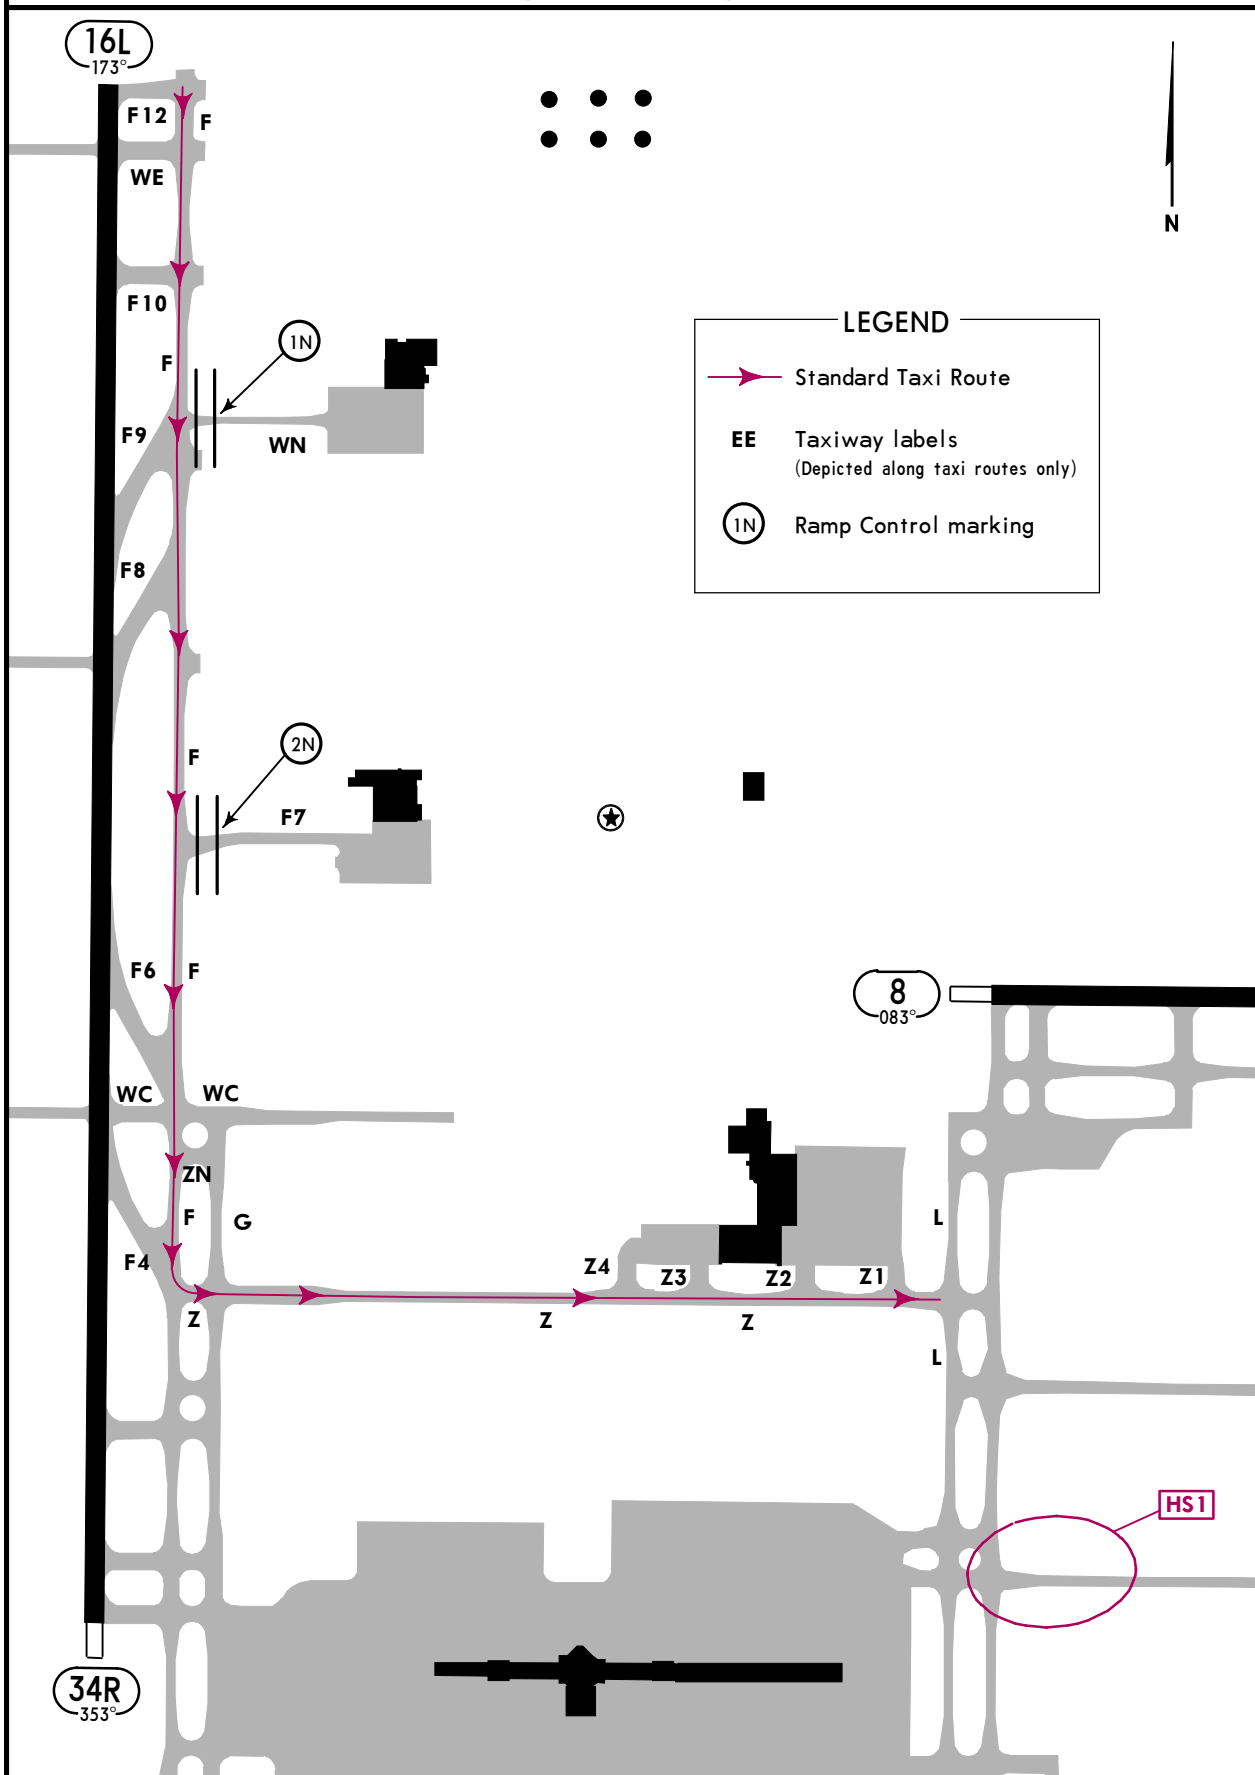 16L
173°
F12
F
WE
N
F10
1N
LEGEND
F
Standard Taxi Route
F9
WN
EE Taxiway labels
(Depicted along taxi routes only)
1N Ramp Control marking
F8
F
2N
F7
F6
F
8
083°
WC
WC
ZN
F
G
L
F4
Z4
Z3
Z2
Z1
Z
Z
Z
L
HS1
34R
353°